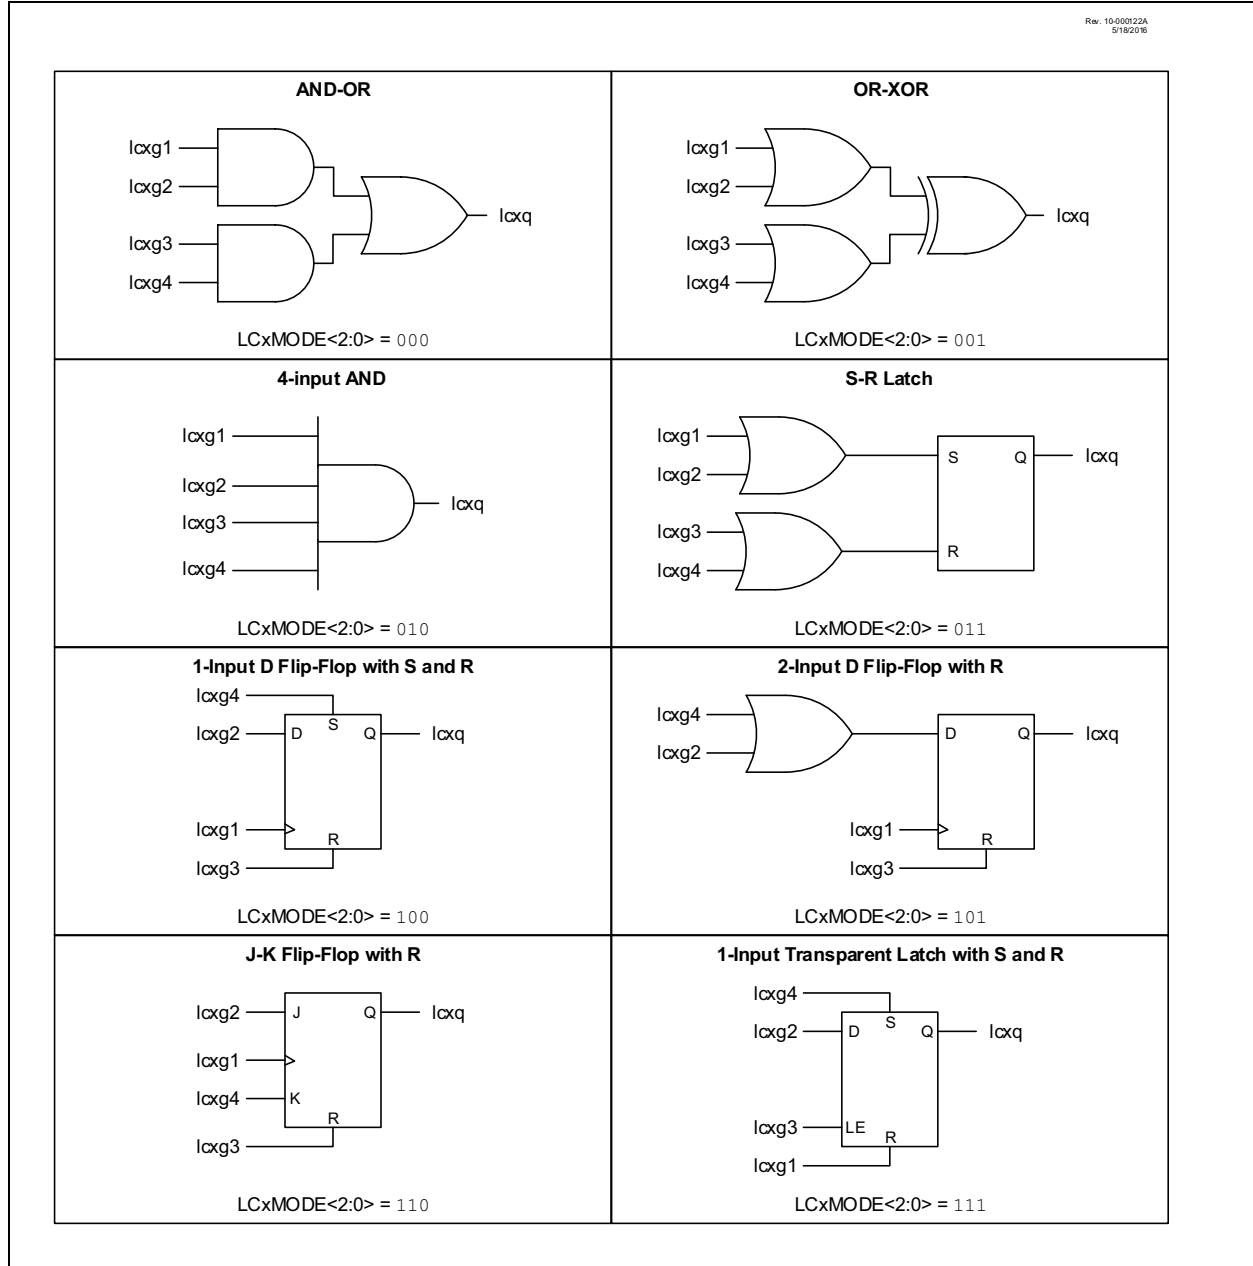 Rev. 10-000122A
5/18/2016
AND-OR
lcxg1
lcxg2
lcxg3
lcxg4
lcxq
LCxMODE<2:0> = 000
OR-XOR
lcxg1
lcxg2
lcxg3
lcxg4
lcxq
LCxMODE<2:0> = 001
4-input AND
lcxg1
lcxg2
lcxg3
lcxg4
lcxq
LCxMODE<2:0> = 010
S-R Latch
lcxg1
lcxg2
lcxg3
lcxg4
S
Q
lcxq
R
LCxMODE<2:0> = 011
1-Input D Flip-Flop with S and R
lcxg4
S
lcxg2
D
Q
lcxq
lcxg1
R
lcxg3
LCxMODE<2:0> = 100
2-Input D Flip-Flop with R
lcxg4
lcxg2
D
Q
lcxq
lcxg1
R
lcxg3
LCxMODE<2:0> = 101
J-K Flip-Flop with R
lcxg2
J
Q
lcxq
lcxg1
lcxg4
K
R
lcxg3
LCxMODE<2:0> = 110
1-Input Transparent Latch with S and R
lcxg4
S
lcxg2
D
Q
lcxq
lcxg3
LE
R
lcxg1
LCxMODE<2:0> = 111